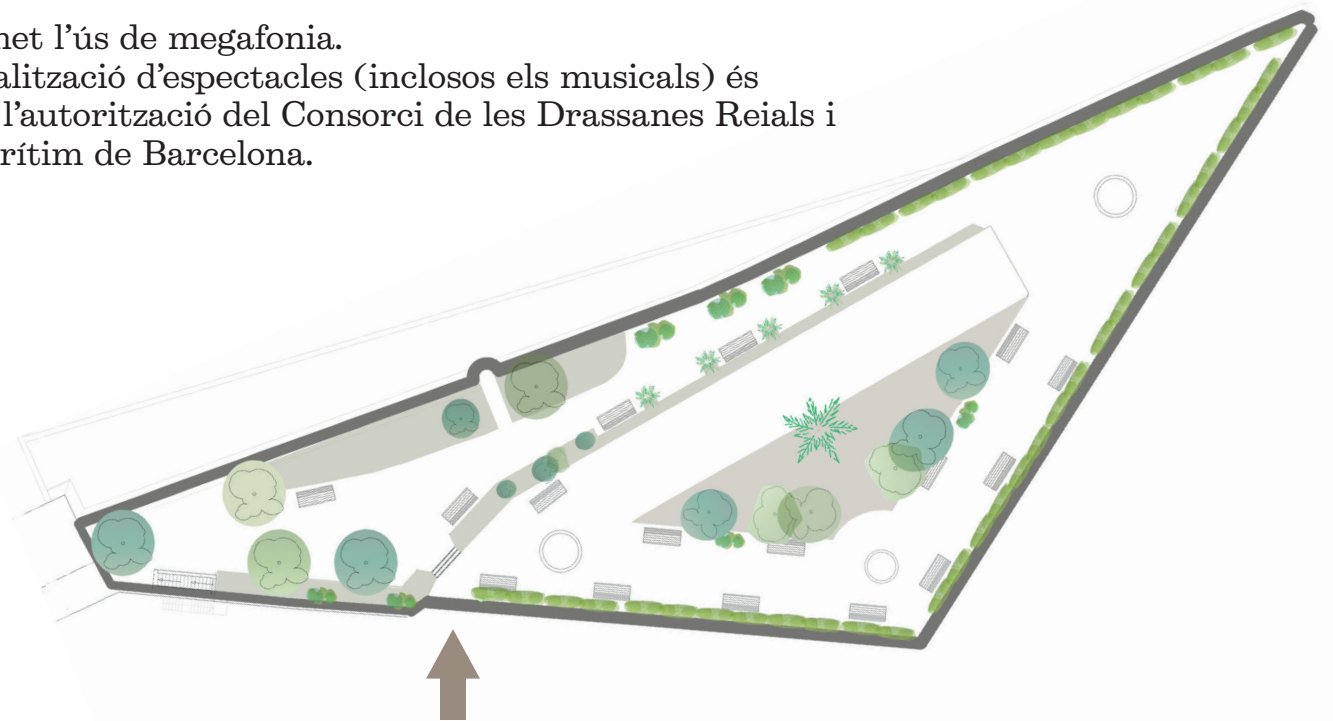 net l’ús de megafonia.
alització d'espectacles (inclosos els musicals) és
l’autorització del Consorci de les Drassanes Reials i
rítim de Barcelona.